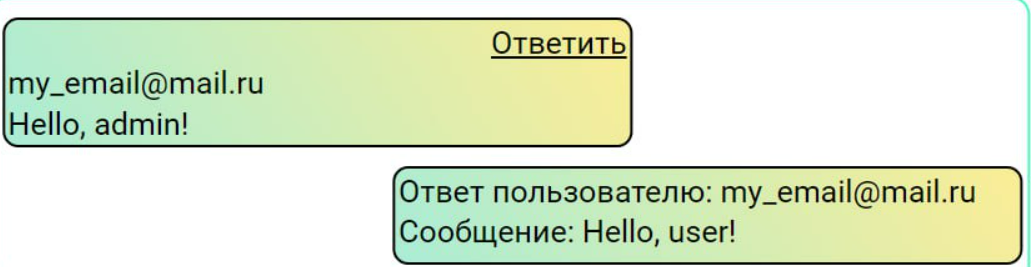 Ответить
my_email@mail.ru
Hello, admin!
Ответ пользователю: my_email@mail.ru
Сообщение: Hello, user!